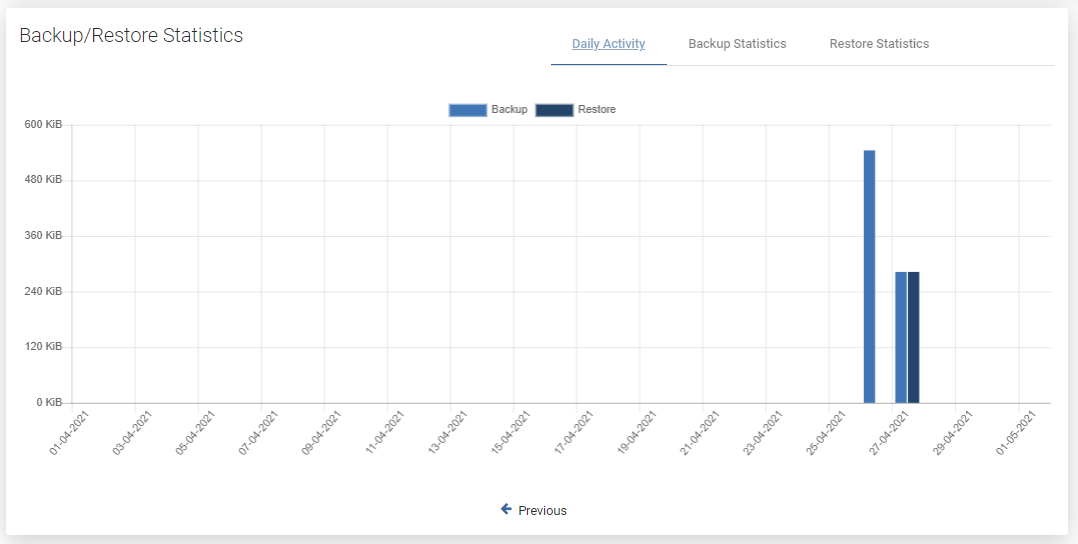 Backup/Restore Statistics
Daily Activity Backup Statistics Restore Statistics
Backup Restore
600 KiB
480 KiB
360 KiB
240 KiB
120 KiB
0 KiB
01-04-2021 03-04-2021 05-04-2021 07-04-2021 09-04-2021 11-04-2021 13-04-2021 15-04-2021 17-04-2021 19-04-2021 21-04-2021 23-04-2021 25-04-2021 27-04-2021 29-04-2021 01-05-2021
Previous